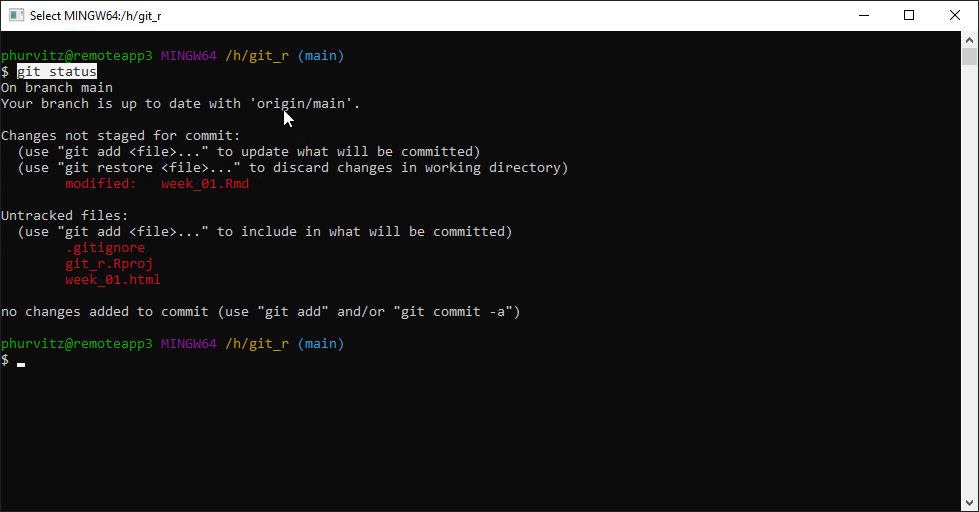 Select MINGW64:/h/git_r
phurvitz@remoteapp3 MINGW64 /h/git_r (main)
$ git status
On branch main
Your branch is up to date with 'origin/main'.
Changes not staged for commit:
  (use "git add <file>..." to update what will be committed)
  (use "git restore <file>..." to discard changes in working directory)
        modified:   week_01.Rmd
Untracked files:
  (use "git add <file>..." to include in what will be committed)
        .gitignore
        git_r.Rproj
        week_01.html
no changes added to commit (use "git add" and/or "git commit -a")
phurvitz@remoteapp3 MINGW64 /h/git_r (main)
$